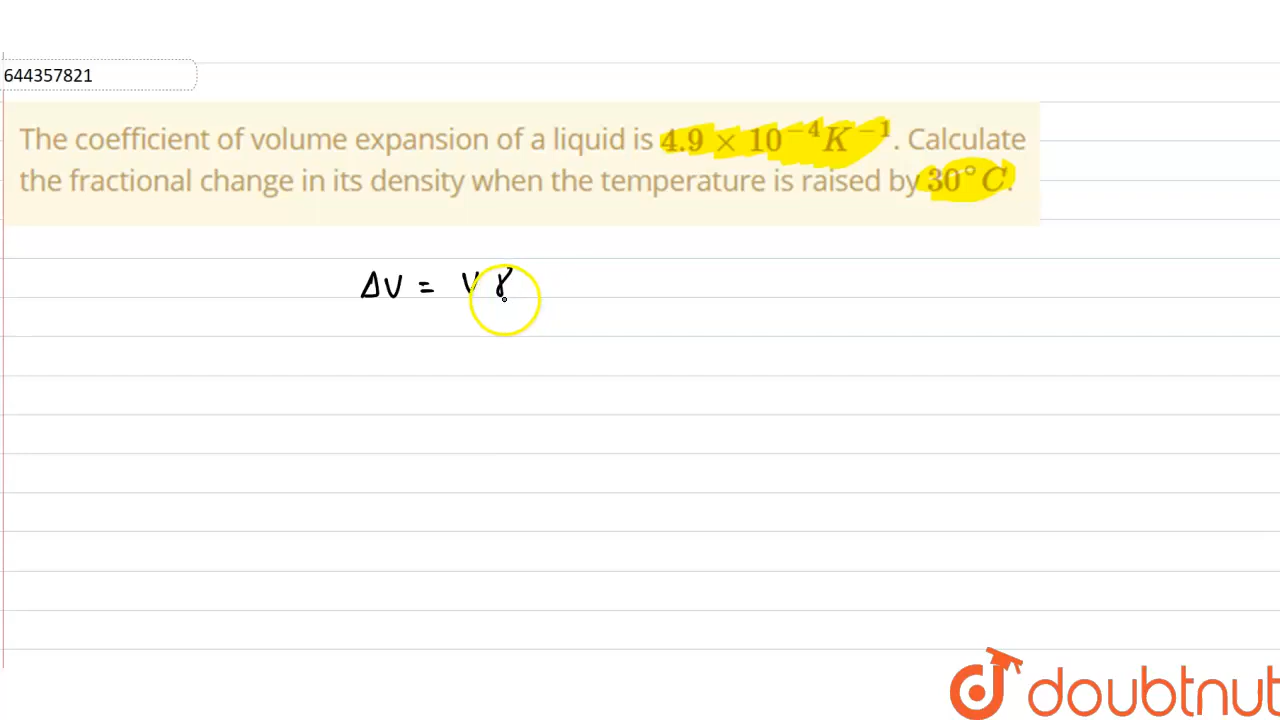 644357821
The coefficient of volume expansion of a liquid is 4.9 × 10⁻⁴K⁻¹. Calculate
the fractional change in its density when the temperature is raised by 30°C.
ΔV = V γ
doubtnut